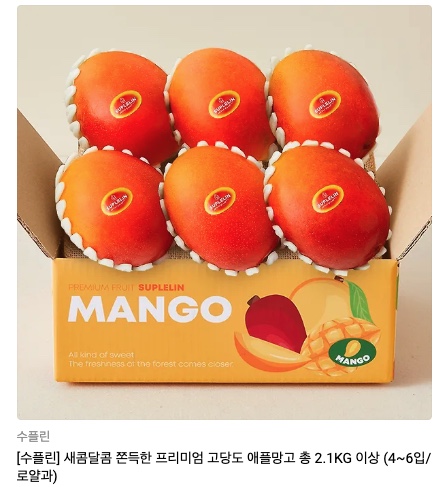 SUPLELIN
SUPLELIN
SUPLELIN
SUPLELIN
SUPLELIN
SUPLELIN
PREMIUM FRUIT SUPLELIN
MANGO
All kind of sweet
The freshness of the forest comes closer
MANGO
수플린
[수플린] 새콤달콤 쫀득한 프리미엄 고당도 애플망고 총 2.1KG 이상 (4~6입/
로얄과)